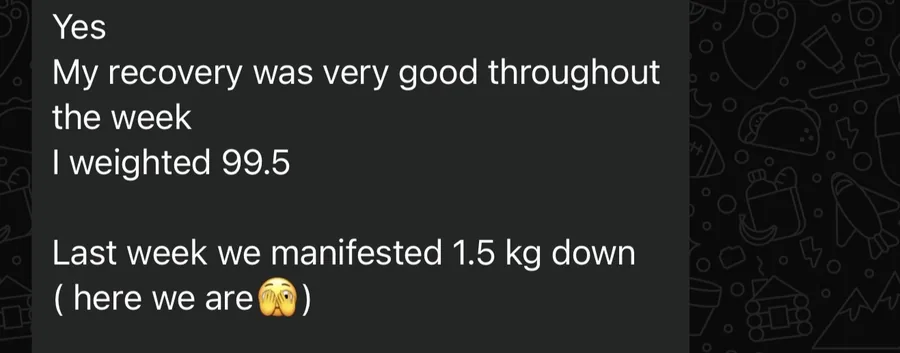 Yes
My recovery was very good throughout
the week
I weighted 99.5
Last week we manifested 1.5 kg down
( here we are🫣)